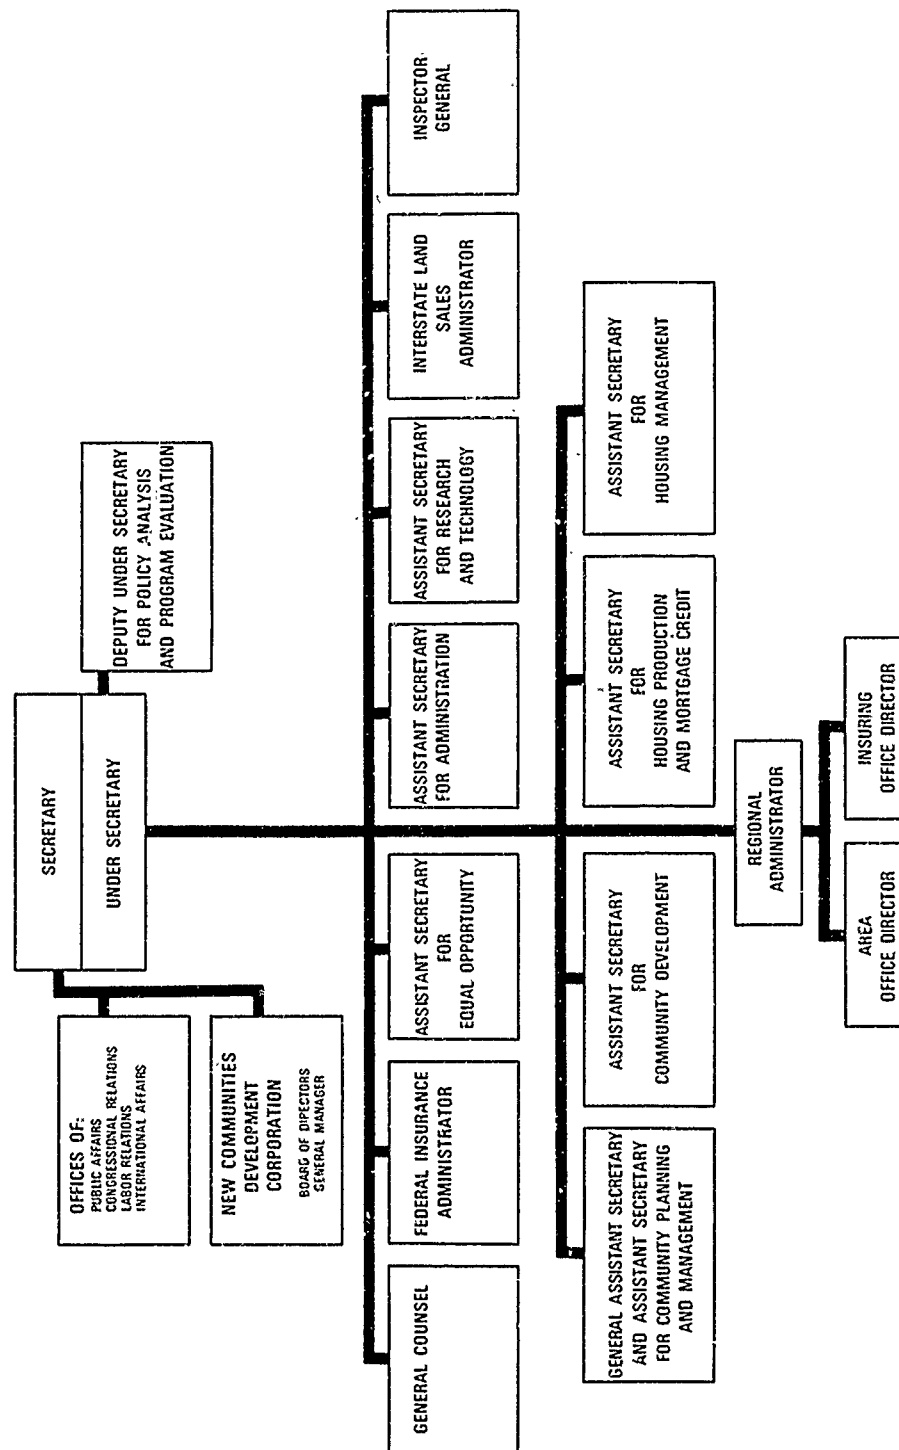 SECRETARY
UNDER SECRETARY
DEPUTY UNDER SECRETARY
FOR POLICY ANALYSIS
AND PROGRAM EVALUATION
OFFICES OF:
PUBLIC AFFAIRS
CONGRESSIONAL RELATIONS
LABOR RELATIONS
INTERNATIONAL AFFAIRS
NEW COMMUNITIES
DEVELOPMENT
CORPORATION
BOARD OF DIRECTORS
GENERAL MANAGER
GENERAL COUNSEL
FEDERAL INSURANCE
ADMINISTRATOR
ASSISTANT SECRETARY
FOR
EQUAL OPPORTUNITY
ASSISTANT SECRETARY
FOR ADMINISTRATION
ASSISTANT SECRETARY
FOR RESEARCH
AND TECHNOLOGY
INTERSTATE LAND
SALES
ADMINISTRATOR
INSPECTOR
GENERAL
GENERAL ASSISTANT SECRETARY
AND ASSISTANT SECRETARY
FOR COMMUNITY PLANNING
AND MANAGEMENT
ASSISTANT SECRETARY
FOR
COMMUNITY DEVELOPMENT
ASSISTANT SECRETARY
FOR
HOUSING PRODUCTION
AND MORTGAGE CREDIT
ASSISTANT SECRETARY
FOR
HOUSING MANAGEMENT
REGIONAL
ADMINISTRATOR
AREA
OFFICE DIRECTOR
INSURING
OFFICE DIRECTOR